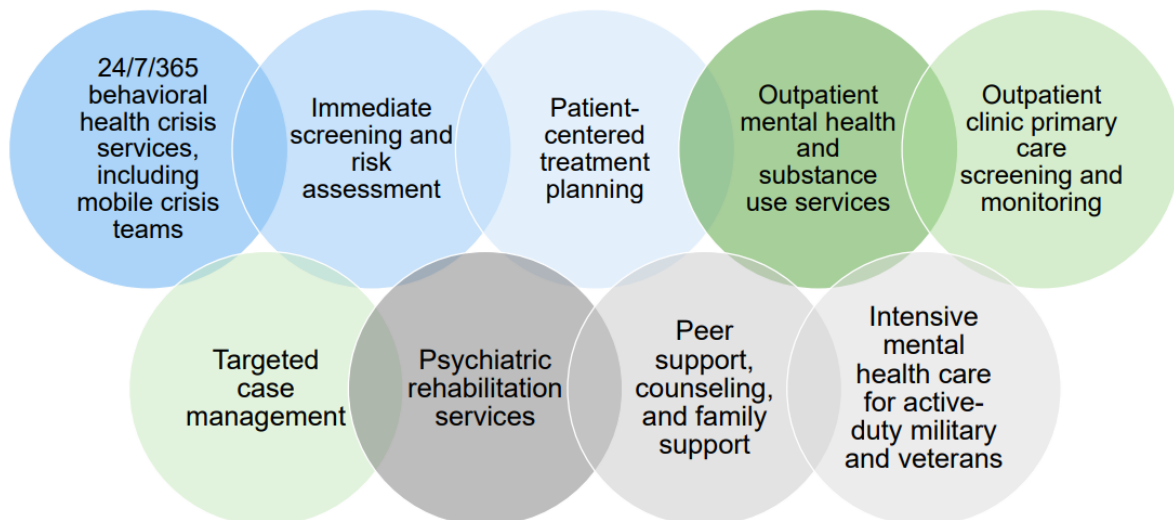 24/7/365
behavioral
health crisis
services,
including
mobile crisis
teams
Immediate
screening and
risk
assessment
Patient-
centered
treatment
planning
Outpatient
mental health
and
substance
use services
Outpatient
clinic primary
care
screening and
monitoring
Targeted
case
management
Psychiatric
rehabilitation
services
Peer
support,
counseling,
and family
support
Intensive
mental
health care
for active-
duty military
and veterans